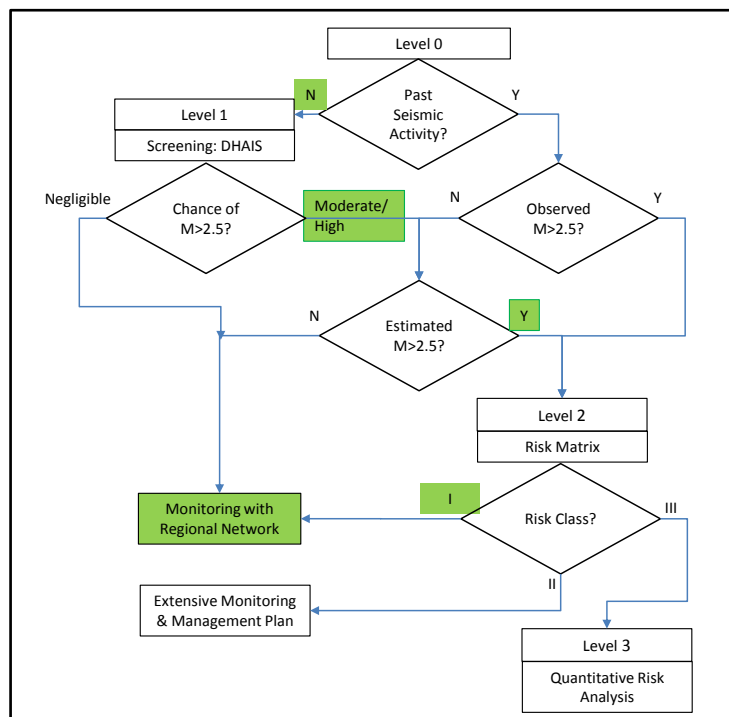 Level 0
N
Past
Seismic
Activity?
Y
Level 1
Screening: DHAIS
Negligible
Chance of
M>2.5?
Moderate/
High
N
Observed
M>2.5?
Y
N
Estimated
M>2.5?
Y
Level 2
Risk Matrix
Monitoring with
Regional Network
I
Risk Class?
III
II
Extensive Monitoring
& Management Plan
Level 3
Quantitative Risk
Analysis